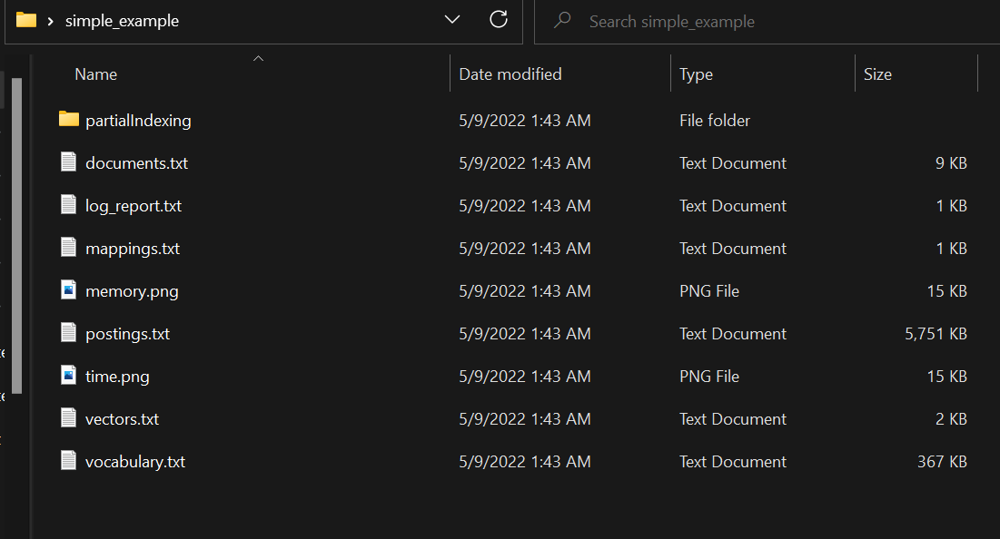 simple_example Search simple_example
Name Date modified Type Size
partialIndexing 5/9/2022 1:43 AM File folder
documents.txt 5/9/2022 1:43 AM Text Document 9 KB
log_report.txt 5/9/2022 1:43 AM Text Document 1 KB
mappings.txt 5/9/2022 1:43 AM Text Document 1 KB
memory.png 5/9/2022 1:43 AM PNG File 15 KB
postings.txt 5/9/2022 1:43 AM Text Document 5,751 KB
time.png 5/9/2022 1:43 AM PNG File 15 KB
vectors.txt 5/9/2022 1:43 AM Text Document 2 KB
vocabulary.txt 5/9/2022 1:43 AM Text Document 367 KB